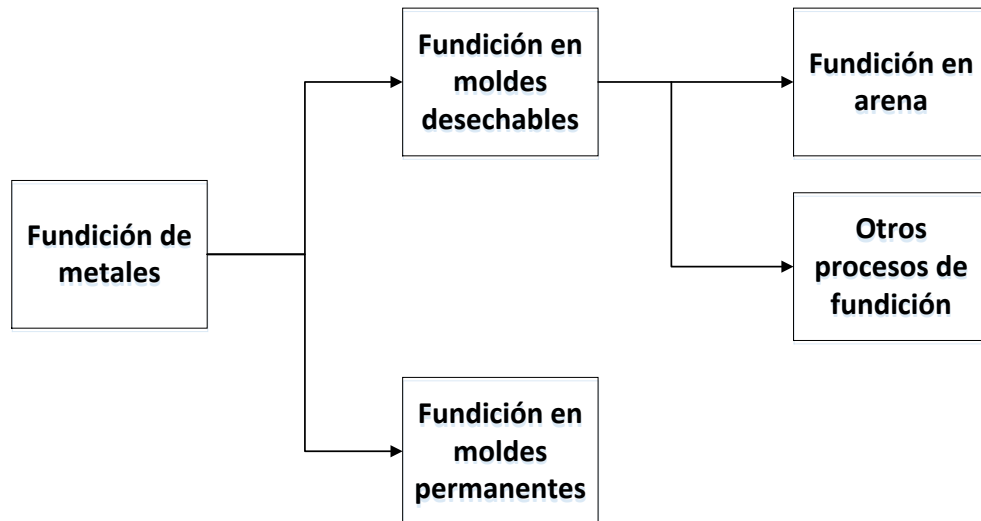 Fundición de
metales
Fundición en
moldes
desechables
Fundición en
moldes
permanentes
Fundición en
arena
Otros
procesos de
fundición